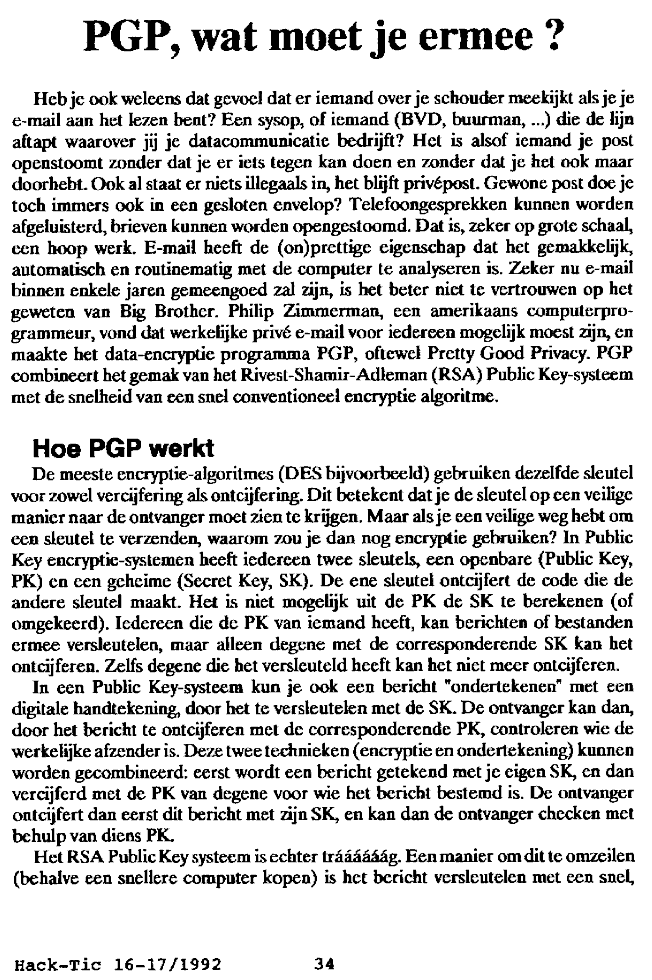 PGP, wat moet je ermee ?
Heb je ook weleens dat gevoel dat er iemand over je schouder meekijkt als je je
e-mail aan het lezen bent? Een sysop, of iemand (BVD, buurman, ...) die de lijn
aftapt waarover jij je datacommunicatie bedrijft? Het is alsof iemand je post
openstoomt zonder dat je er iets tegen kan doen en zonder dat je het ook maar
doorhebt. Ook al staat er niets illegaals in, het blijft privépost. Gewone post doe je
toch immers ook in een gesloten envelop? Telefoongesprekken kunnen worden
afgeluisterd, brieven kunnen worden opengestoomd. Dat is, zeker op grote schaal,
een hoop werk. E-mail heeft de (on)prettige eigenschap dat het gemakkelijk,
automatisch en routinematig met de computer te analyseren is. Zeker nu e-mail
binnen enkele jaren gemeengoed zal zijn, is het beter niet te vertrouwen op het
geweten van Big Brother. Philip Zimmerman, een amerikaans computerpro-
grammeur, vond dat werkelijke privé e-mail voor iedereen mogelijk moest zijn, en
maakte het data-encryptie programma PGP, oftewel Pretty Good Privacy. PGP
combineert het gemak van het Rivest-Shamir-Adleman (RSA) Public Key-systeem
met de snelheid van een snel conventioneel encryptie algoritme.
Hoe PGP werkt
De meeste encryptie-algoritmes (DES bijvoorbeeld) gebruiken dezelfde sleutel
voor zowel vercijfering als ontcijfering. Dit betekent dat je de sleutel op een veilige
manier naar de ontvanger moet zien te krijgen. Maar als je een veilige weg hebt om
een sleutel te verzenden, waarom zou je dan nog encryptie gebruiken? In Public
Key encryptie-systemen heeft iedereen twee sleutels, een openbare (Public Key,
PK) en een geheime (Secret Key, SK). De ene sleutel ontcijfert de code die de
andere sleutel maakt. Het is niet mogelijk uit de PK de SK te berekenen (of
omgekeerd). Iedereen die de PK van iemand heeft, kan berichten of bestanden
ermee versleutelen, maar alleen degene met de corresponderende SK kan het
ontcijferen. Zelfs degene die het versleuteld heeft kan het niet meer ontcijferen.
In een Public Key-systeem kun je ook een bericht "ondertekenen" met een
digitale handtekening, door het te versleutelen met de SK. De ontvanger kan dan,
door het bericht te ontcijferen met de corresponderende PK, controleren wie de
werkelijke afzender is. Deze twee technieken (encryptie en ondertekening) kunnen
worden gecombineerd: eerst wordt een bericht getekend met je eigen SK, en dan
vercijferd met de PK van degene voor wie het bericht bestemd is. De ontvanger
ontcijfert dan eerst dit bericht met zijn SK, en kan dan de ontvanger checken met
behulp van diens PK.
Het RSA Public Key systeem is echter tráááááág. Een manier om dit te omzeilen
(behalve een snellere computer kopen) is het bericht versleutelen met een snel,
Hack-Tic 16-17/1992 34